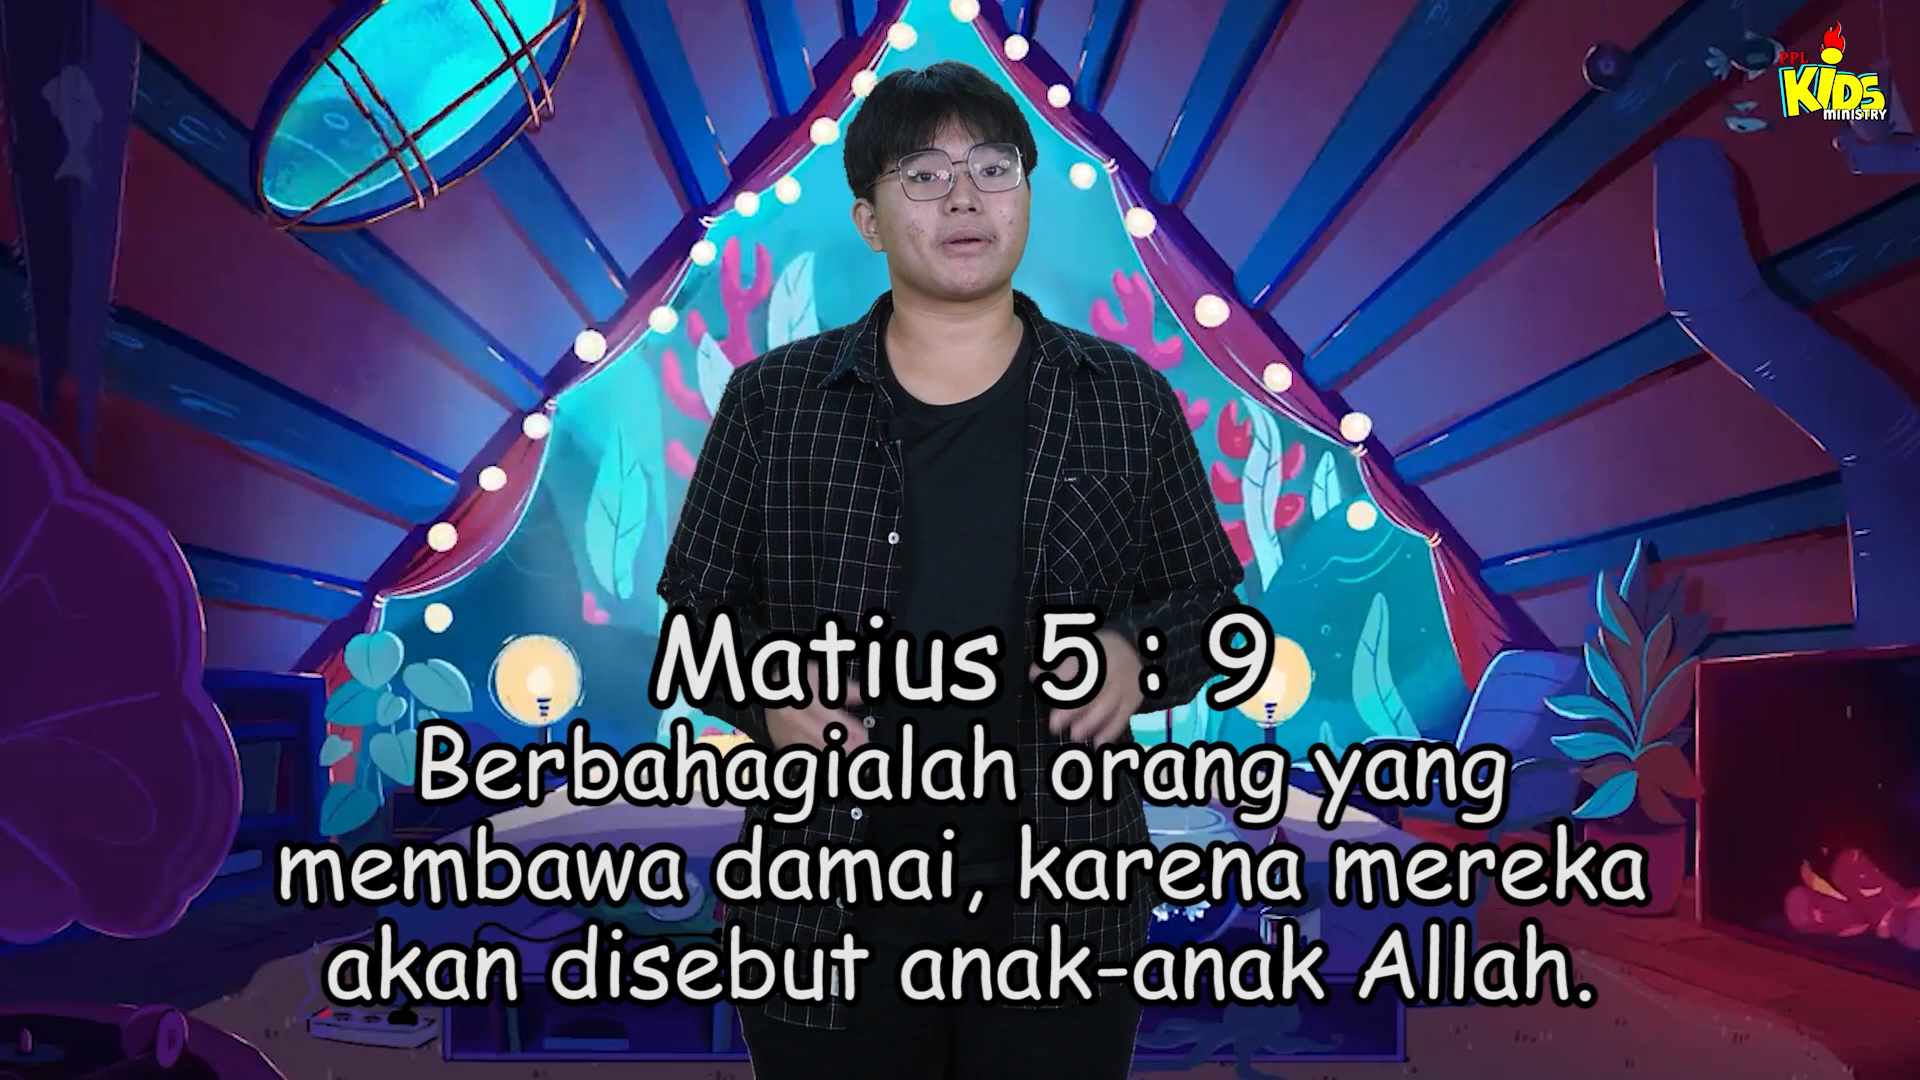 PPL
KiDS
MINISTRY
Matius 5 : 9
Berbahagialah orang yang
membawa damai, karena mereka
akan disebut anak-anak Allah.